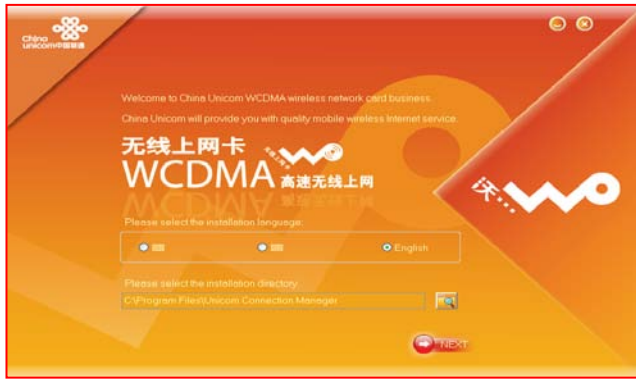 China
unicom中国联通
Welcome to China Unicom WCDMA wireless network card business.
China Unicom will provide you with quality mobile wireless Internet service.
无线上网卡
WCDMA 高速无线上网
沃...
Please select the installation language:
English
Please select the installation directory
C:\Program Files\Unicom Connection Manager
NEXT